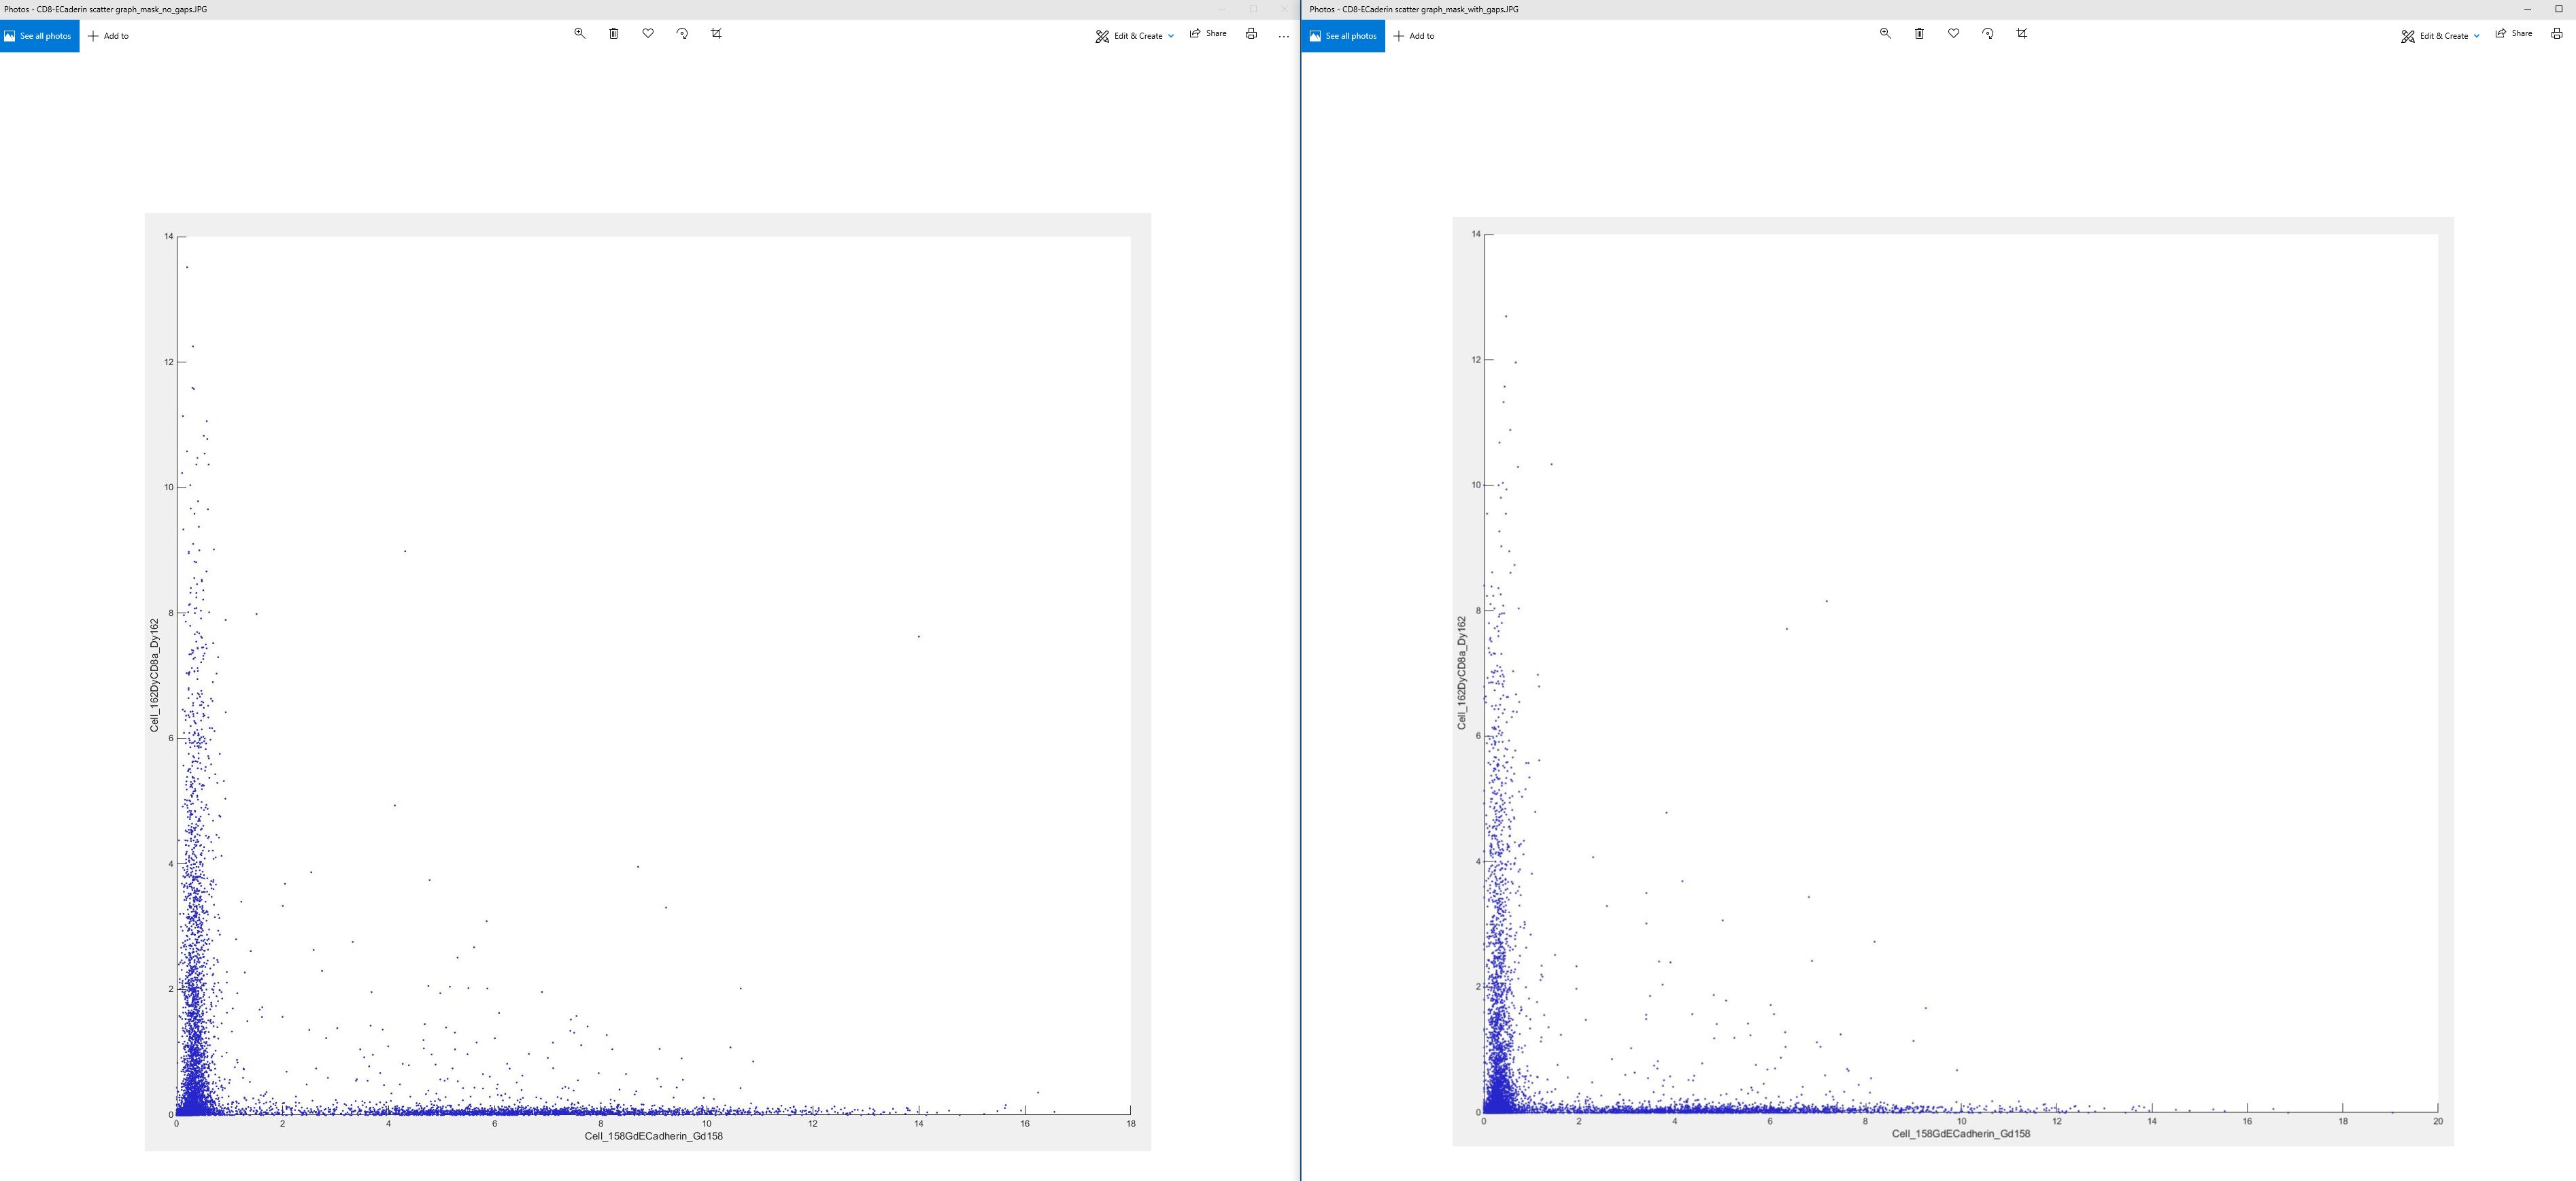 Photos - CD8-ECaderin scatter graph_mask_no_gaps.JPG
See all photos
Add to
Edit & Create
Share
14
12
10
8
6
4
2
0
Cell_162DyCD8a_Dy162
0 2 4 6 8 10 12 14 16 18
Cell_158GdECadherin_Gd158
Photos - CD8-ECaderin scatter graph_mask_with_gaps.JPG
See all photos
Add to
Edit & Create
Share
14
12
10
8
6
4
2
0
Cell_162DyCD8a_Dy162
0 2 4 6 8 10 12 14 16 18 20
Cell_158GdECadherin_Gd158